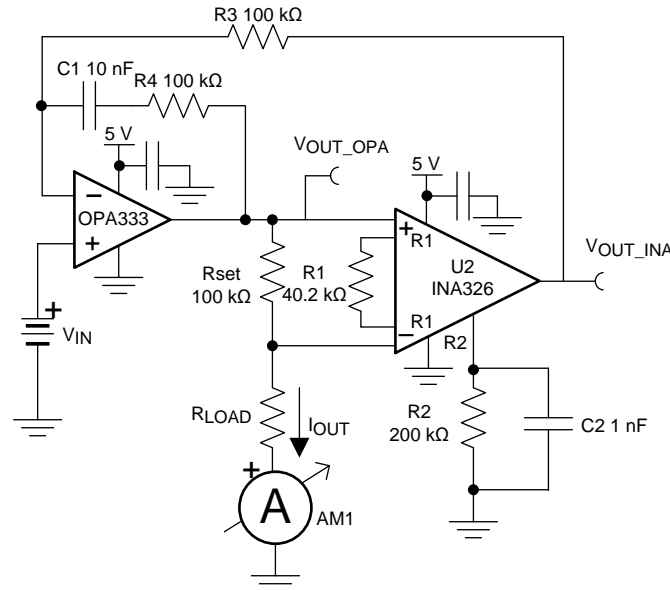 R3 100 kΩ
C1 10 nF
R4 100 kΩ
5 V
VOUT_OPA
5 V
–
OPA333
+
+
VIN
Rset
100 kΩ
R1
40.2 kΩ
+
R1
U2
INA326
R1
–
R2
VOUT_INA
RLOAD
IOUT
R2
200 kΩ
C2 1 nF
+
A
AM1